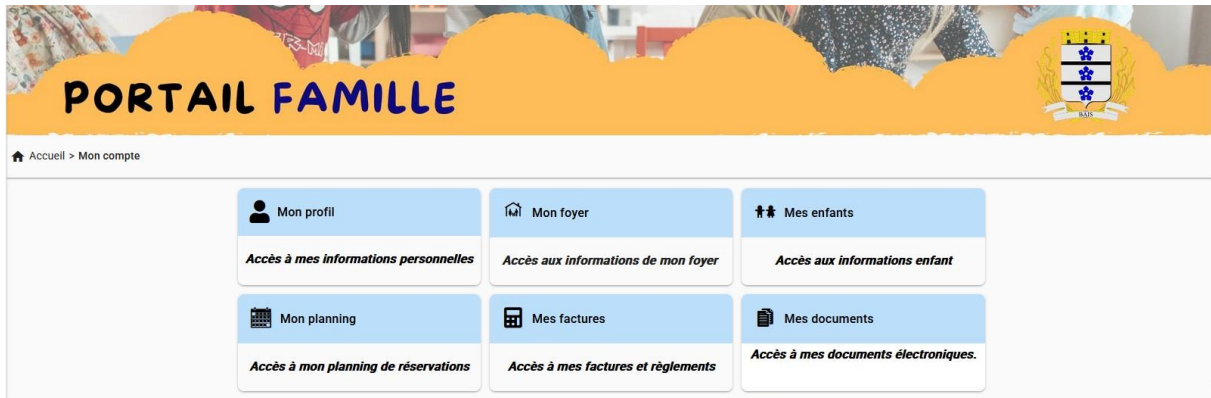 PORTAIL FAMILLE
BAIS
Accueil > Mon compte
Mon profil
Mon foyer
Mes enfants
Accès à mes informations personnelles
Accès aux informations de mon foyer
Accès aux informations enfant
Mon planning
Mes factures
Mes documents
Accès à mon planning de réservations
Accès à mes factures et règlements
Accès à mes documents électroniques.